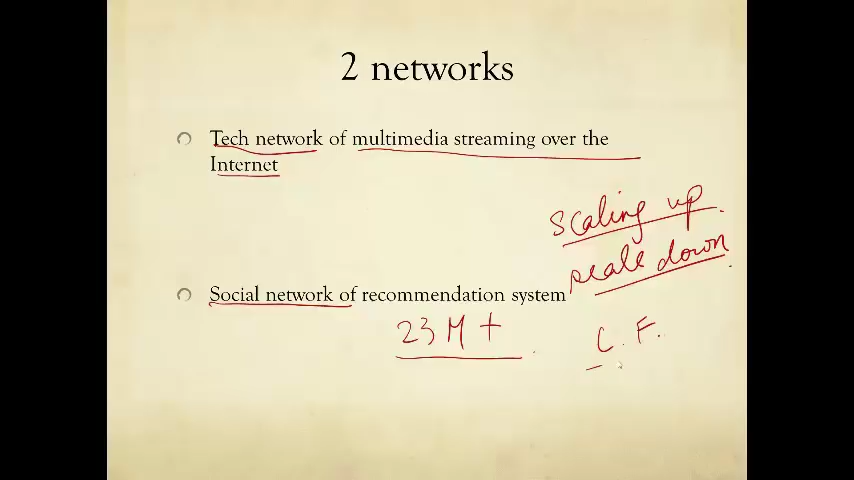 2 networks
Tech network of multimedia streaming over the
Internet
scaling up
scale down
Social network of recommendation system
23 M +
C. F.